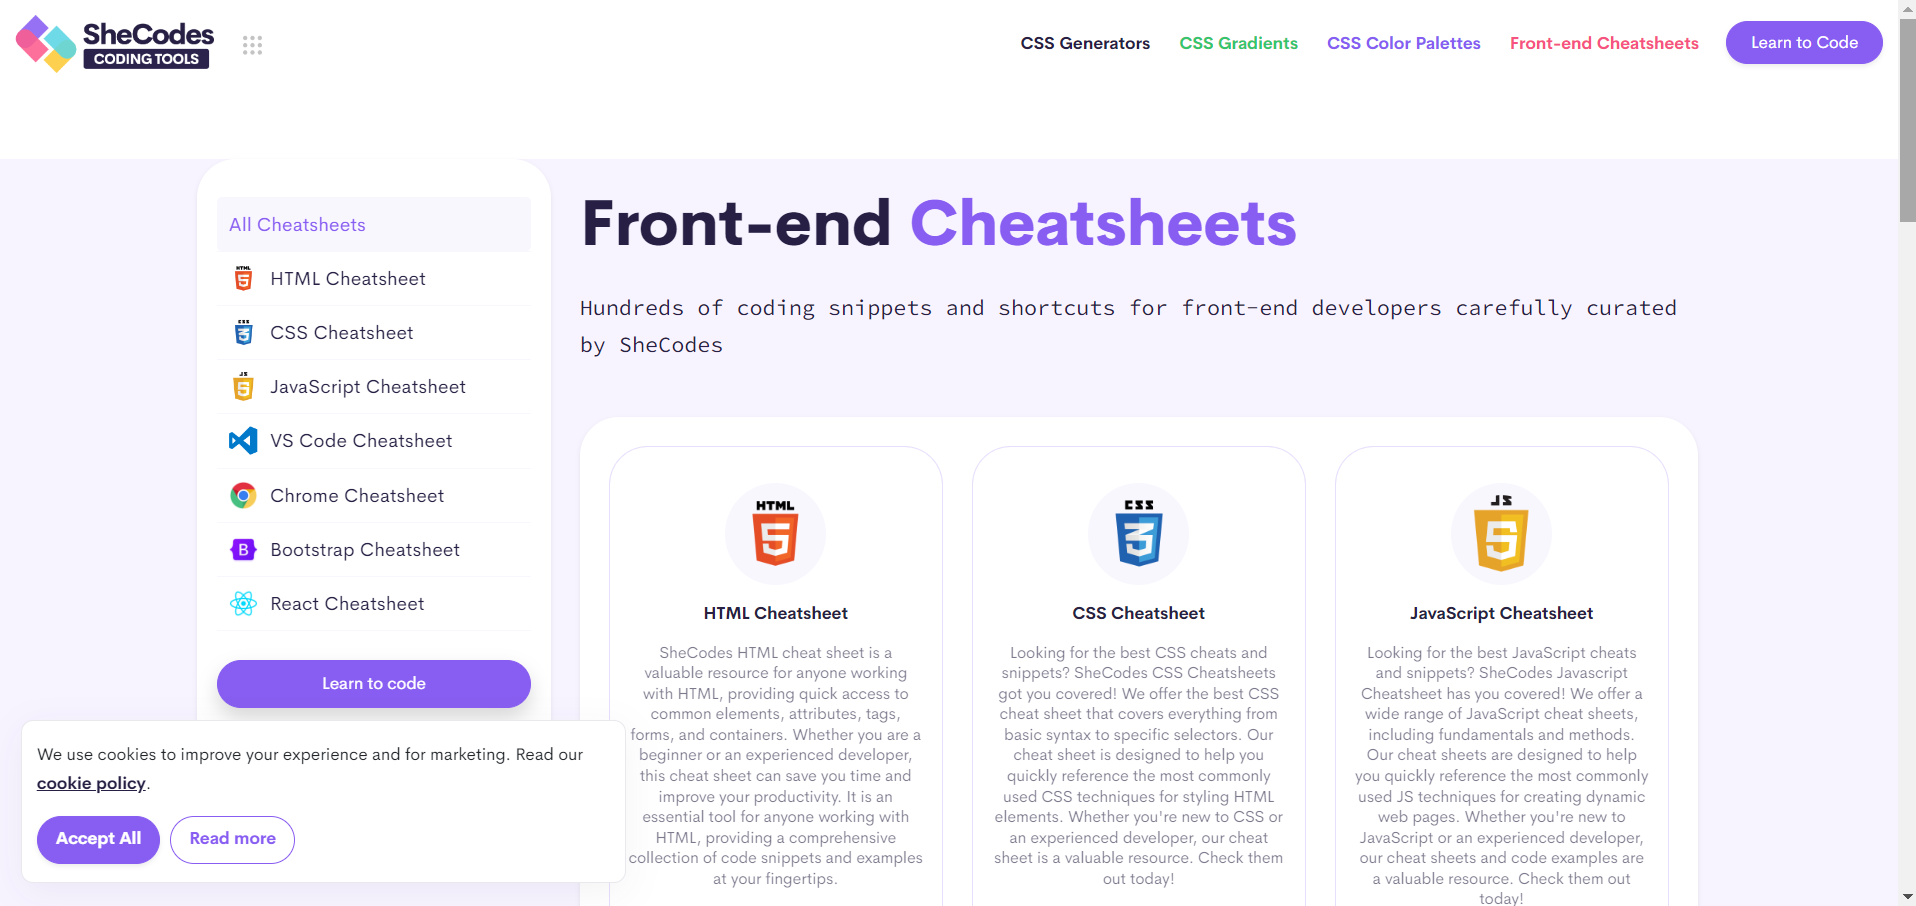 SheCodes
CODING TOOLS
CSS Generators
CSS Gradients
CSS Color Palettes
Front-end Cheatsheets
Learn to Code
All Cheatsheets
HTML Cheatsheet
CSS Cheatsheet
JavaScript Cheatsheet
VS Code Cheatsheet
Chrome Cheatsheet
Bootstrap Cheatsheet
React Cheatsheet
Learn to code
Front-end Cheatsheets
Hundreds of coding snippets and shortcuts for front-end developers carefully curated
by SheCodes
HTML
5
HTML Cheatsheet
SheCodes HTML cheat sheet is a
valuable resource for anyone working
with HTML, providing quick access to
common elements, attributes, tags,
forms, and containers. Whether you are a
beginner or an experienced developer,
this cheat sheet can save you time and
improve your productivity. It is an
essential tool for anyone working with
HTML, providing a comprehensive
collection of code snippets and examples
at your fingertips.
CSS
3
CSS Cheatsheet
Looking for the best CSS cheats and
snippets? SheCodes CSS Cheatsheets
got you covered! We offer the best CSS
cheat sheet that covers everything from
basic syntax to specific selectors. Our
cheat sheet is designed to help you
quickly reference the most commonly
used CSS techniques for styling HTML
elements. Whether you're new to CSS or
an experienced developer, our cheat
sheet is a valuable resource. Check them
out today!
JS
5
JavaScript Cheatsheet
Looking for the best JavaScript cheats
and snippets? SheCodes Javascript
Cheatsheet has you covered! We offer a
wide range of JavaScript cheat sheets,
including fundamentals and methods.
Our cheat sheets are designed to help
you quickly reference the most commonly
used JS techniques for creating dynamic
web pages. Whether you're new to
JavaScript or an experienced developer,
our cheat sheets and code examples are
a valuable resource. Check them out
today!
We use cookies to improve your experience and for marketing. Read our
cookie policy.
Accept All
Read more